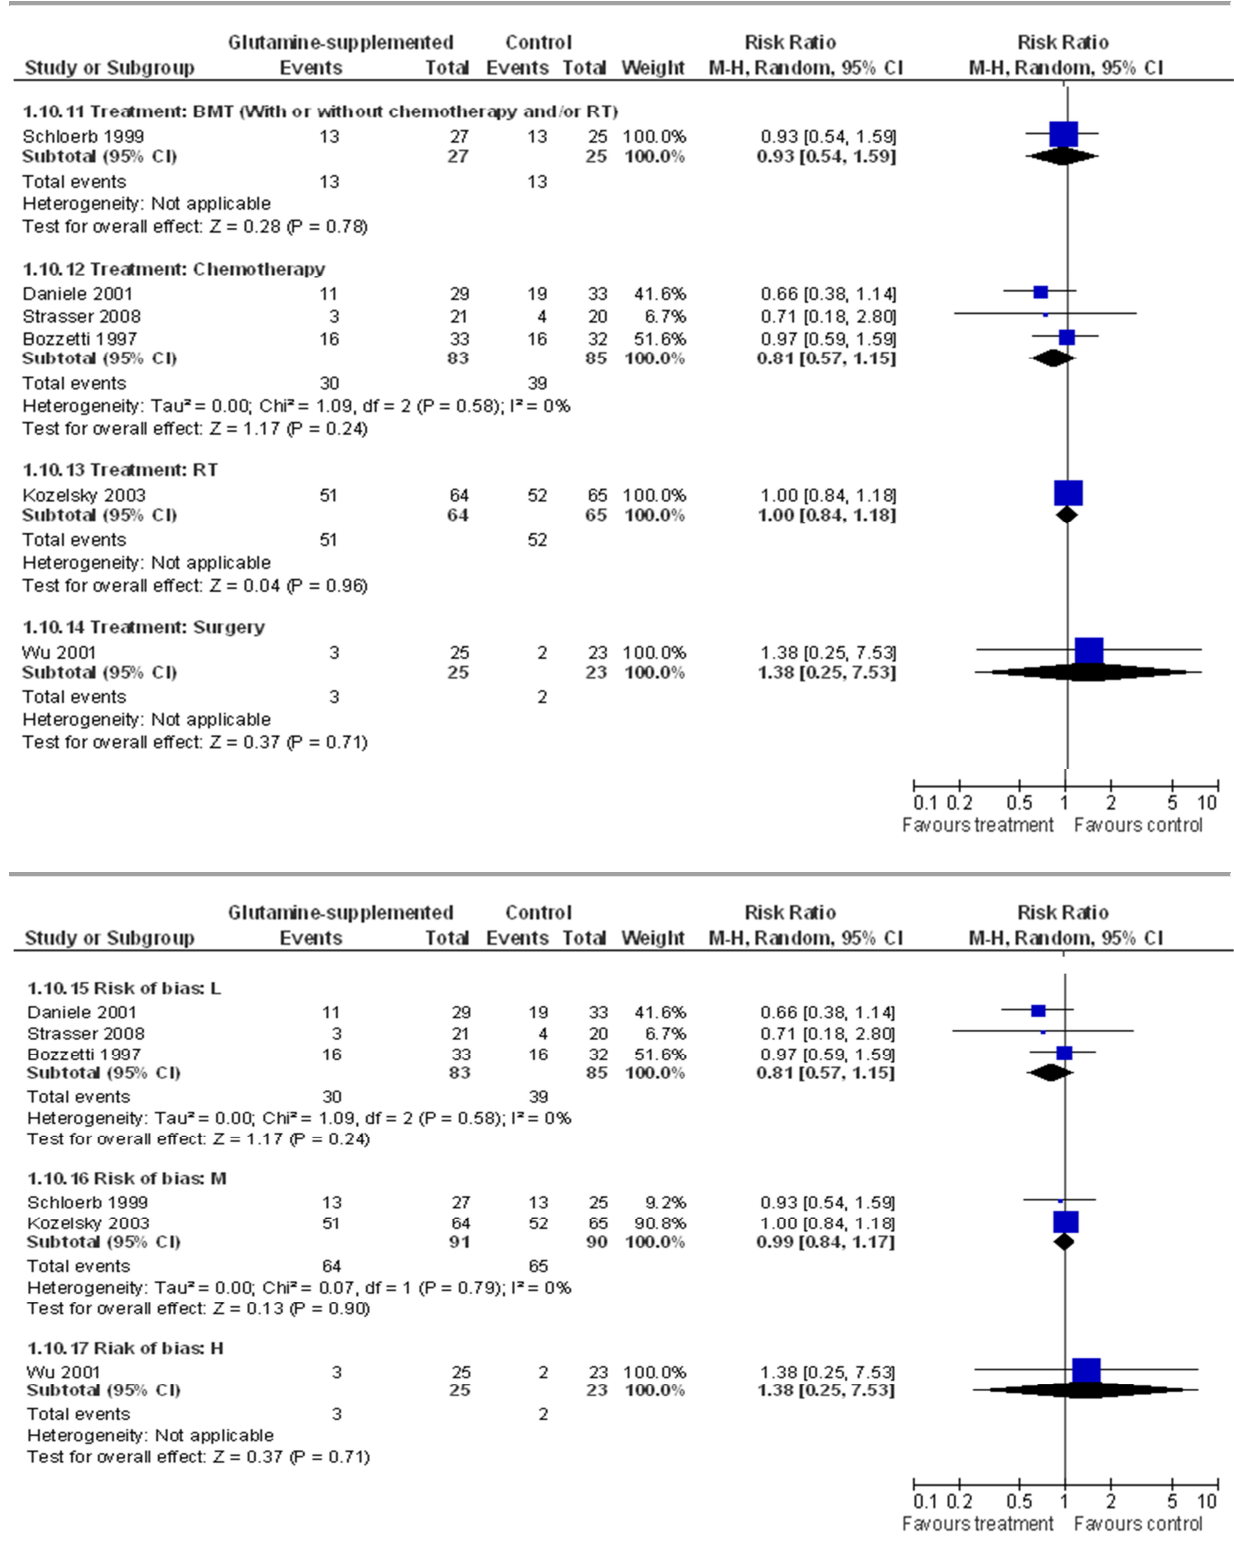 Glutamine-supplemented Control Risk Ratio Risk Ratio
Study or Subgroup Events Total Events Total Weight M-H, Random, 95% CI M-H, Random, 95% CI
1.10.11 Treatment: BMT (With or without chemotherapy and/or RT)
Schloerb 1999 13 27 13 25 100.0% 0.93 [0.54, 1.59]
Subtotal (95% CI) 27 25 100.0% 0.93 [0.54, 1.59]
Total events 13 13
Heterogeneity: Not applicable
Test for overall effect: Z = 0.28 (P = 0.78)
1.10.12 Treatment: Chemotherapy
Daniele 2001 11 29 19 33 41.6% 0.66 [0.38, 1.14]
Strasser 2008 3 21 4 20 6.7% 0.71 [0.18, 2.80]
Bozzetti 1997 16 33 16 32 51.6% 0.97 [0.59, 1.59]
Subtotal (95% CI) 83 85 100.0% 0.81 [0.57, 1.15]
Total events 30 39
Heterogeneity: Tau² = 0.00; Chi² = 1.09, df = 2 (P = 0.58); I² = 0%
Test for overall effect: Z = 1.17 (P = 0.24)
1.10.13 Treatment: RT
Kozelsky 2003 51 64 52 65 100.0% 1.00 [0.84, 1.18]
Subtotal (95% CI) 64 65 100.0% 1.00 [0.84, 1.18]
Total events 51 52
Heterogeneity: Not applicable
Test for overall effect: Z = 0.04 (P = 0.96)
1.10.14 Treatment: Surgery
Wu 2001 3 25 2 23 100.0% 1.38 [0.25, 7.53]
Subtotal (95% CI) 25 23 100.0% 1.38 [0.25, 7.53]
Total events 3 2
Heterogeneity: Not applicable
Test for overall effect: Z = 0.37 (P = 0.71)
0.1 0.2 0.5 1 2 5 10
Favours treatment Favours control
Glutamine-supplemented Control Risk Ratio Risk Ratio
Study or Subgroup Events Total Events Total Weight M-H, Random, 95% CI M-H, Random, 95% CI
1.10.15 Risk of bias: L
Daniele 2001 11 29 19 33 41.6% 0.66 [0.38, 1.14]
Strasser 2008 3 21 4 20 6.7% 0.71 [0.18, 2.80]
Bozzetti 1997 16 33 16 32 51.6% 0.97 [0.59, 1.59]
Subtotal (95% CI) 83 85 100.0% 0.81 [0.57, 1.15]
Total events 30 39
Heterogeneity: Tau² = 0.00; Chi² = 1.09, df = 2 (P = 0.58); I² = 0%
Test for overall effect: Z = 1.17 (P = 0.24)
1.10.16 Risk of bias: M
Schloerb 1999 13 27 13 25 9.2% 0.93 [0.54, 1.59]
Kozelsky 2003 51 64 52 65 90.8% 1.00 [0.84, 1.18]
Subtotal (95% CI) 91 90 100.0% 0.99 [0.84, 1.17]
Total events 64 65
Heterogeneity: Tau² = 0.00; Chi² = 0.07, df = 1 (P = 0.79); I² = 0%
Test for overall effect: Z = 0.13 (P = 0.90)
1.10.17 Riak of bias: H
Wu 2001 3 25 2 23 100.0% 1.38 [0.25, 7.53]
Subtotal (95% CI) 25 23 100.0% 1.38 [0.25, 7.53]
Total events 3 2
Heterogeneity: Not applicable
Test for overall effect: Z = 0.37 (P = 0.71)
0.1 0.2 0.5 1 2 5 10
Favours treatment Favours control